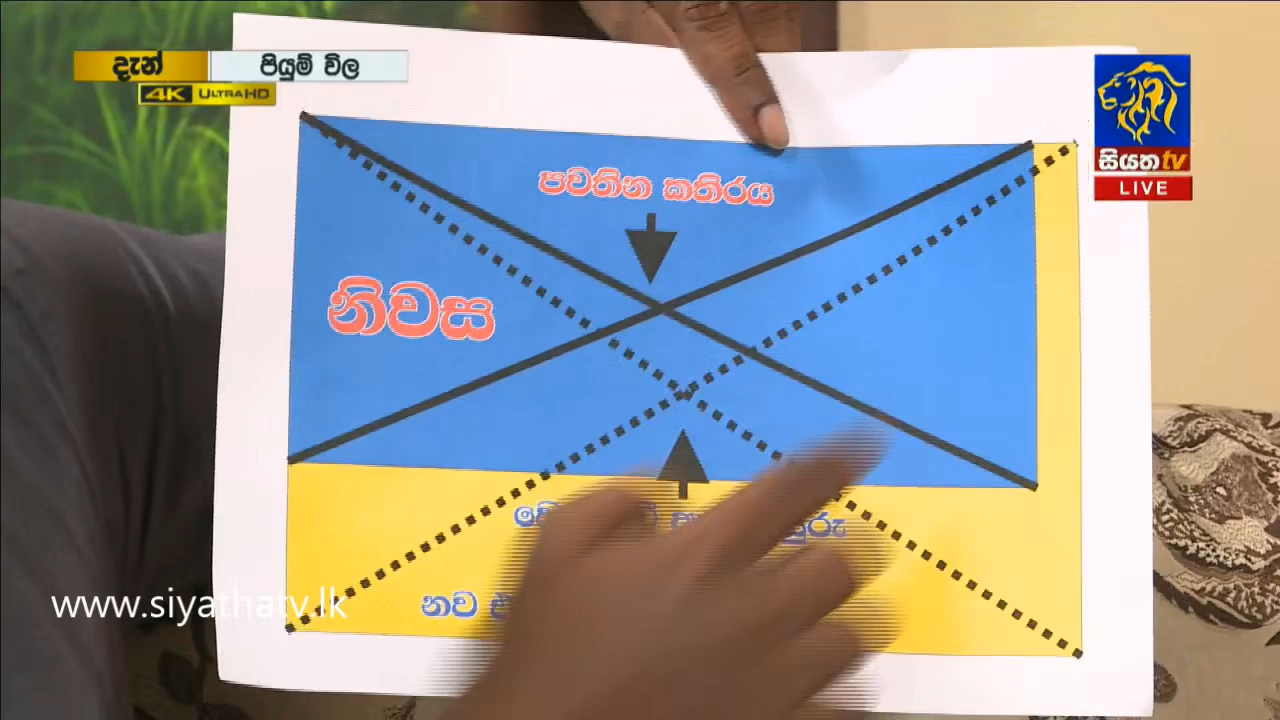 දැන් පියුම් විල
4K ULTRA HD
සියත tv
LIVE
පවතින කතිරය
නිවස
නව
www.siyathatv.lk